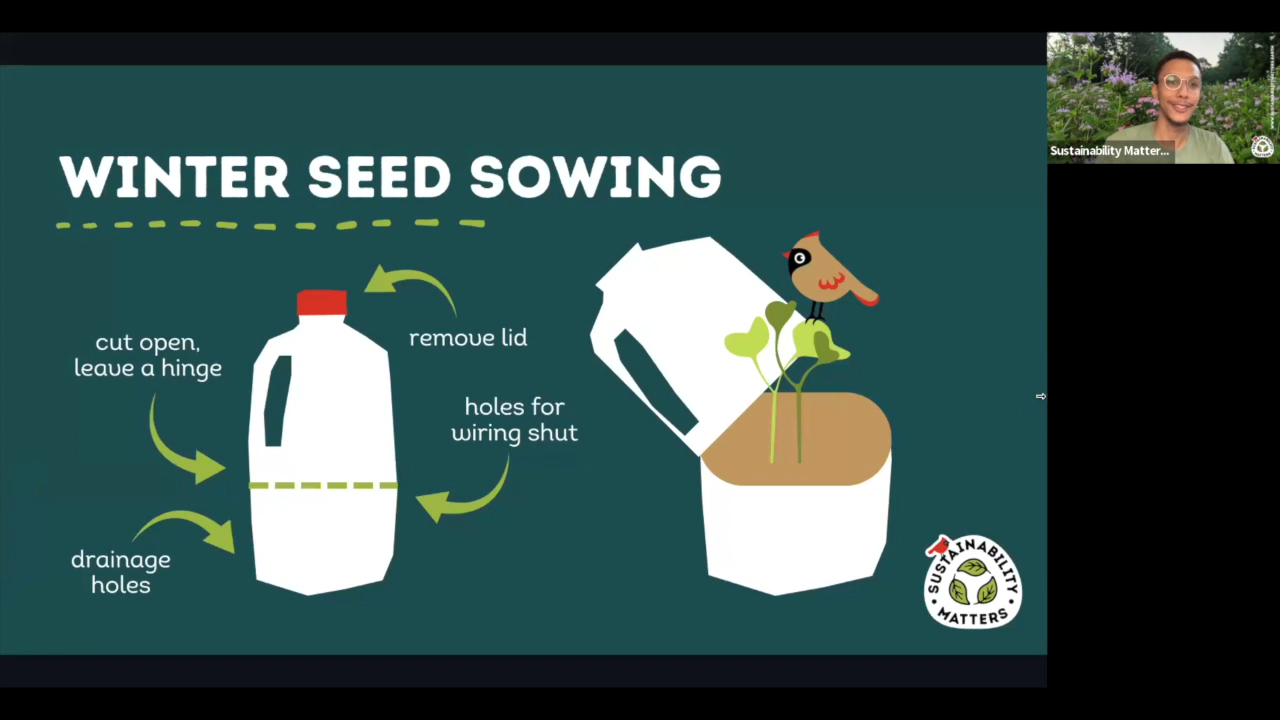 WINTER SEED SOWING
remove lid
cut open,
leave a hinge
holes for
wiring shut
drainage
holes
SUSTAINABILITY
MATTERS
Sustainability Matter...